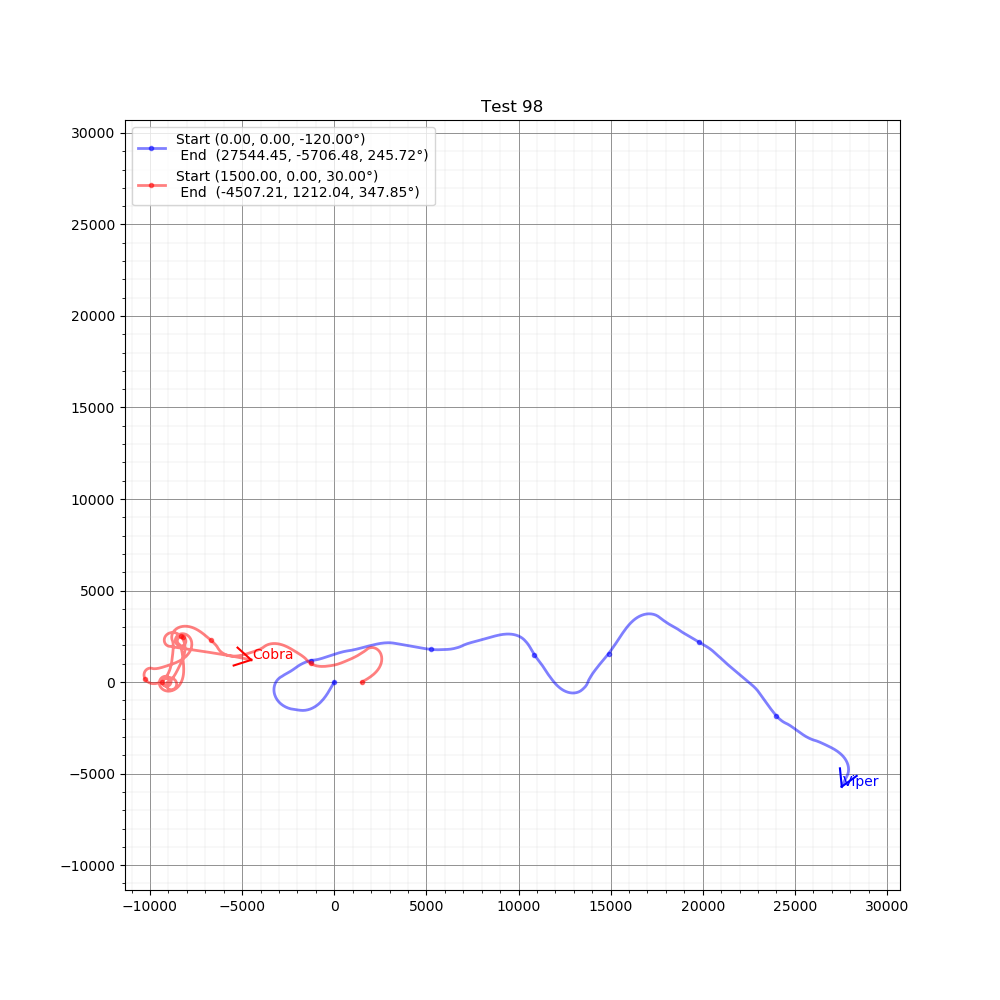 Test 98
Start (0.00, 0.00, -120.00°)
End (27544.45, -5706.48, 245.72°)
Start (1500.00, 0.00, 30.00°)
End (-4507.21, 1212.04, 347.85°)
30000
25000
20000
15000
10000
5000
0
−5000
−10000
Cobra
Viper
−10000 −5000 0 5000 10000 15000 20000 25000 30000